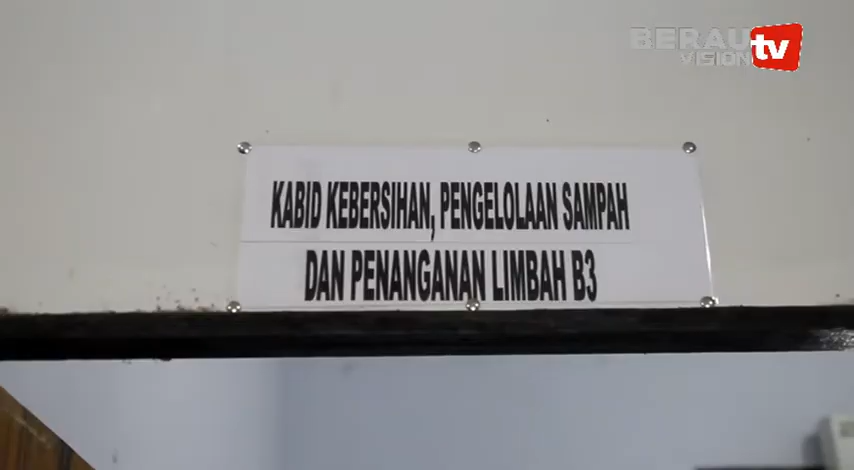 BERAU tv
VISION
KABID KEBERSIHAN, PENGELOLAAN SAMPAH
DAN PENANGANAN LIMBAH B3